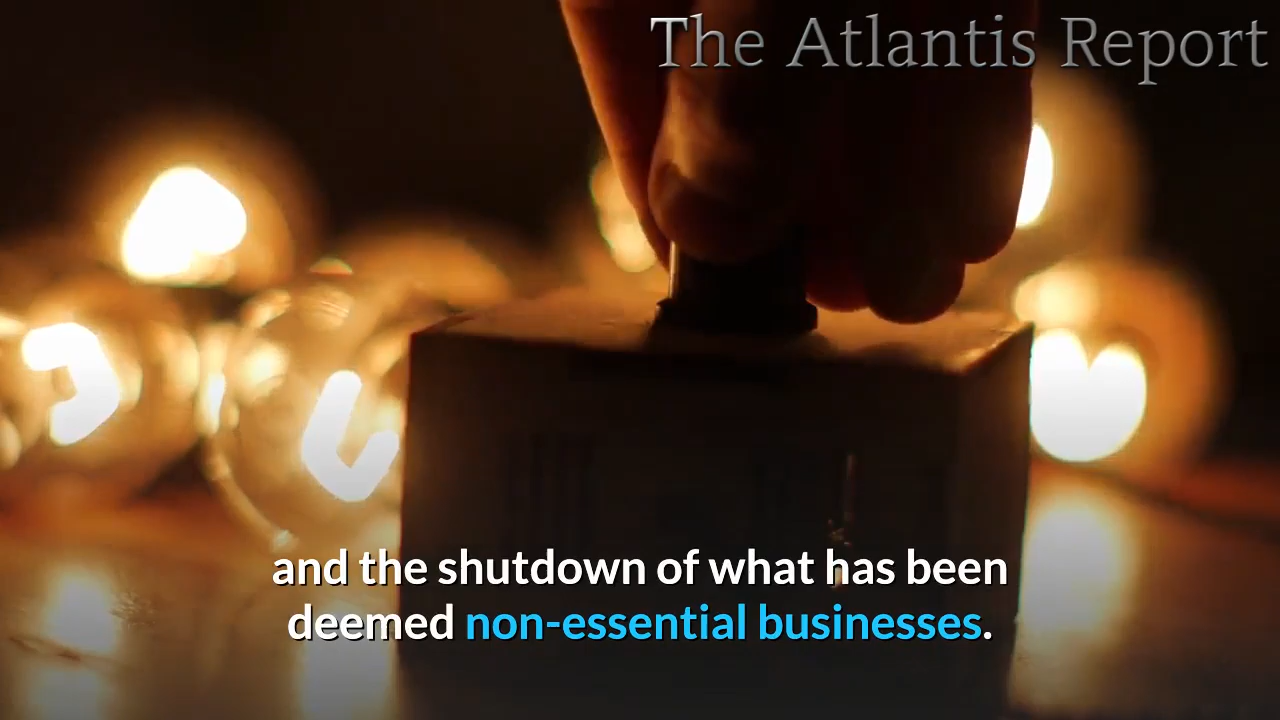 The Atlantis Report
and the shutdown of what has been
deemed non-essential businesses.